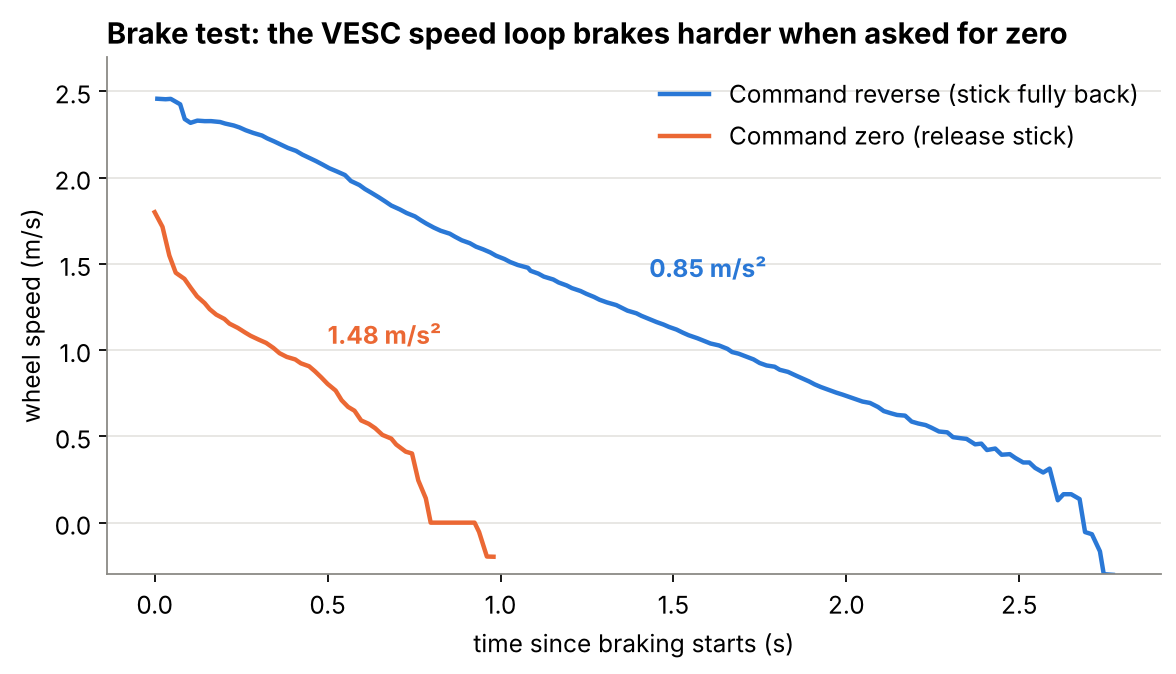 Brake test: the VESC speed loop brakes harder when asked for zero
Command reverse (stick fully back)
Command zero (release stick)
2.5
2.0
1.5
1.0
0.5
0.0
wheel speed (m/s)
0.85 m/s²
1.48 m/s²
0.0 0.5 1.0 1.5 2.0 2.5
time since braking starts (s)